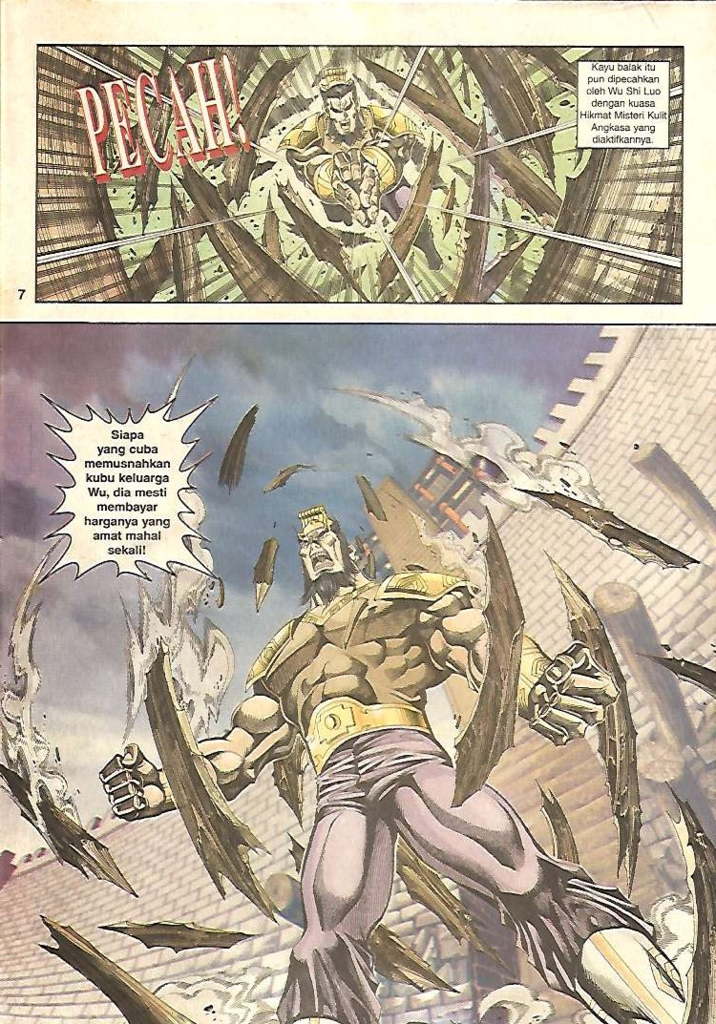 PECAH!
Kayu balak itu
pun dipecahkan
oleh Wu Shi Luo
dengan kuasa
Hikmat Misteri Kulit
Angkasa yang
diaktifkannya.
7
Siapa
yang cuba
memusnahkan
kubu keluarga
Wu, dia mesti
membayar
harganya yang
amat mahal
sekali!